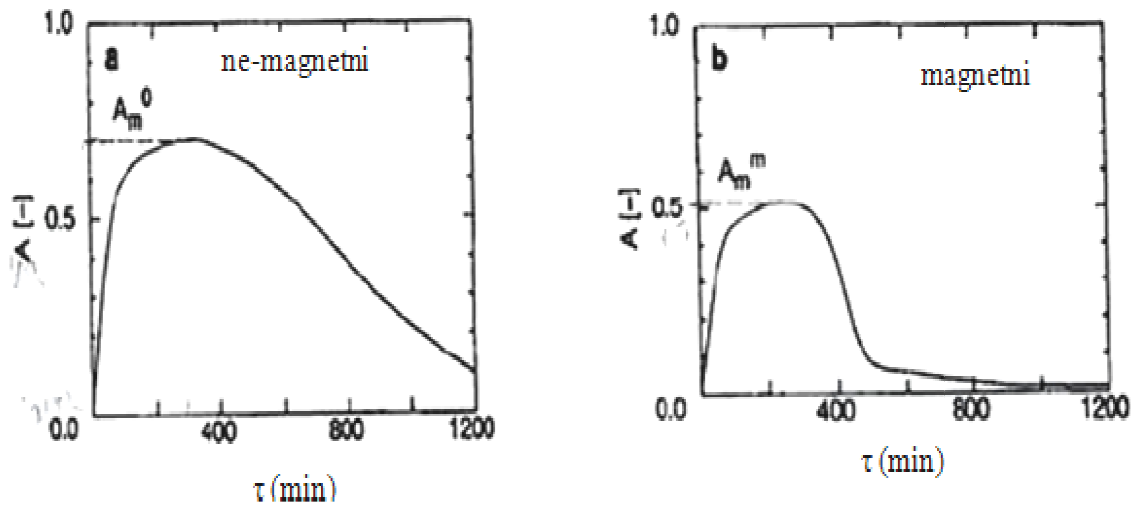 1.0
a
ne-magnetni
A_m^0
0.5
A [-]
0.0
400
800
1200
τ (min)
1.0
b
magnetni
A_m^m
0.5
A [-]
0.0
400
800
1200
τ (min)